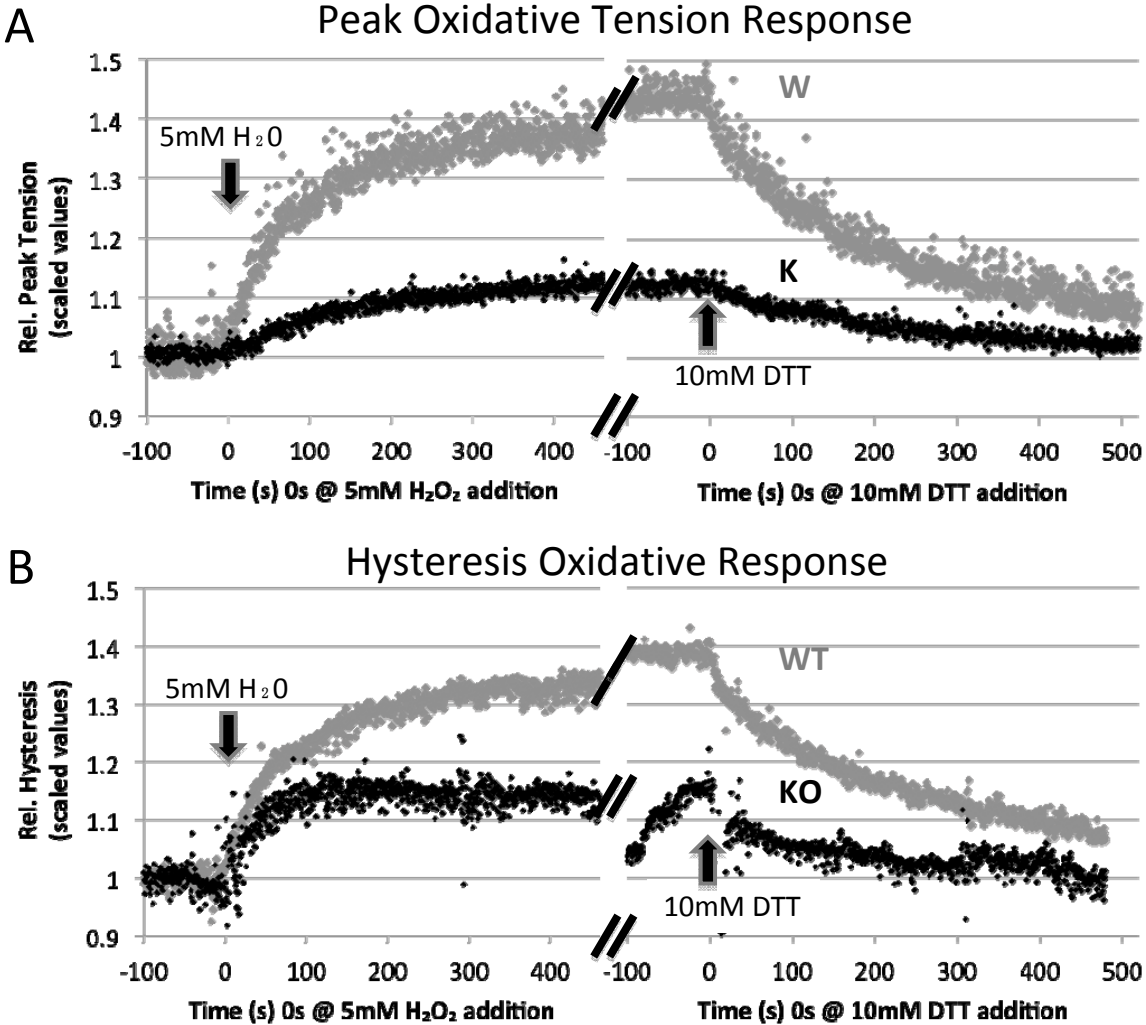 A
Peak Oxidative Tension Response
Rel. Peak Tension
(scaled values)
1.5
1.4
1.3
1.2
1.1
1
0.9
5mM H₂0
W
K
10mM DTT
-100 0 100 200 300 400 -100 0 100 200 300 400 500
Time (s) 0s @ 5mM H₂O₂ addition
Time (s) 0s @ 10mM DTT addition
B
Hysteresis Oxidative Response
Rel. Hysteresis
(scaled values)
1.5
1.4
1.3
1.2
1.1
1
0.9
5mM H₂0
WT
KO
10mM DTT
-100 0 100 200 300 400 -100 0 100 200 300 400 500
Time (s) 0s @ 5mM H₂O₂ addition
Time (s) 0s @ 10mM DTT addition